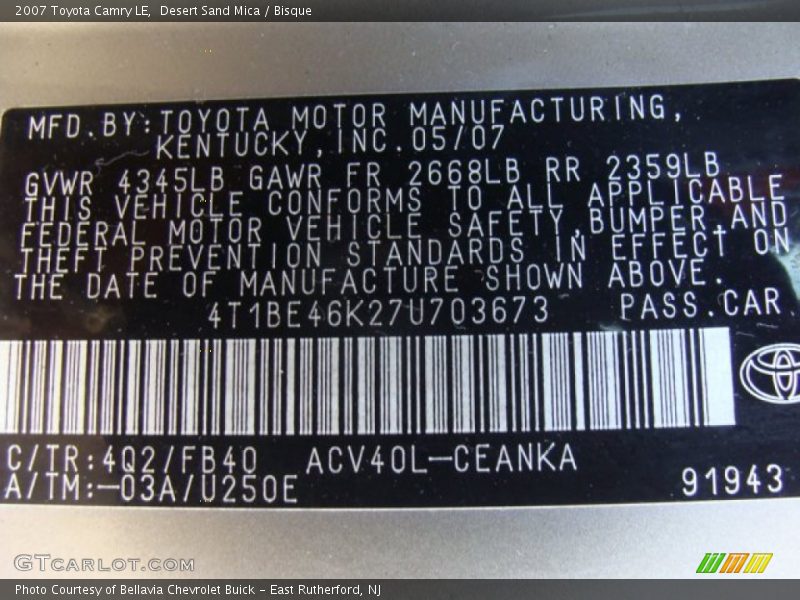 2007 Toyota Camry LE, Desert Sand Mica / Bisque
MFD.BY:TOYOTA MOTOR MANUFACTURING,
KENTUCKY,INC.05/07
GVWR 4345LB GAWR FR 2668LB RR 2359LB
THIS VEHICLE CONFORMS TO ALL APPLICABLE
FEDERAL MOTOR VEHICLE SAFETY,BUMPER,AND
THEFT PREVENTION STANDARDS IN EFFECT ON
THE DATE OF MANUFACTURE SHOWN ABOVE.
4T1BE46K27U703673 PASS.CAR
C/TR:4Q2/FB40 ACV40L-CEANKA
A/TM:-03A/U250E 91943
GTCARLOT.COM
Photo Courtesy of Bellavia Chevrolet Buick - East Rutherford, NJ